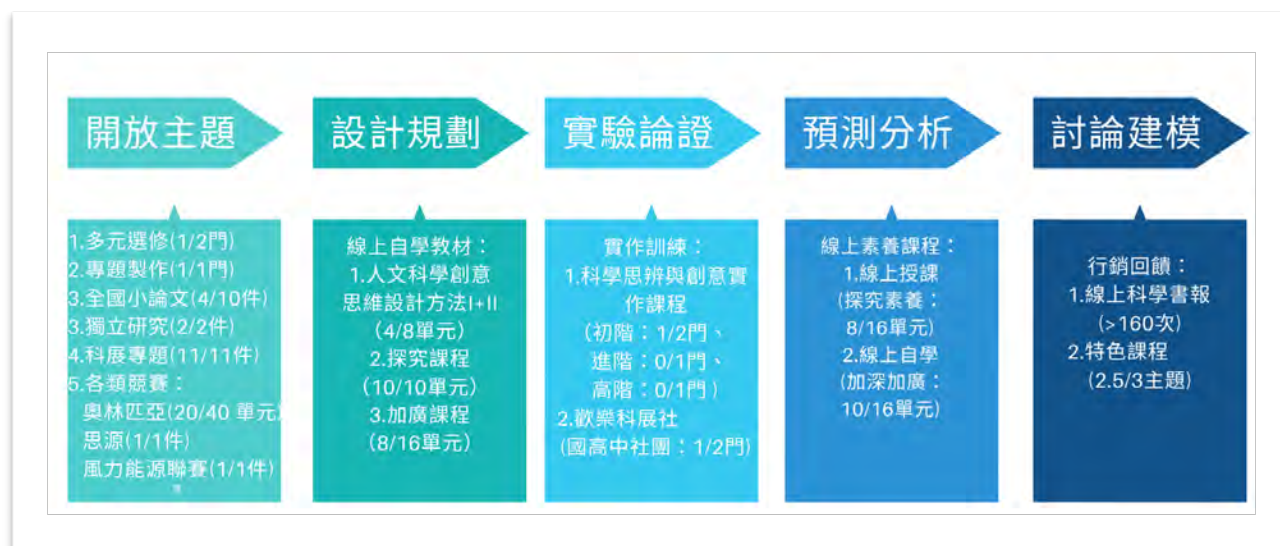 開放主題
1.多元選修(1/2門)
2.專題製作(1/1門)
3.全國小論文(4/10件)
3.獨立研究(2/2件)
4.科展專題(11/11件)
5.各類競賽：
奧林匹亞(20/40 單元)
思源(1/1件)
風力能源聯賽(1/1件)
設計規劃
線上自學教材：
1.人文科學創意
思維設計方法I+II
（4/8單元）
2.探究課程
（10/10單元）
3.加廣課程
（8/16單元）
實驗論證
實作訓練：
1.科學思辨與創意實
作課程
（初階：1/2門、
進階：0/1門、
高階：0/1門）
2.歡樂科展社
(國高中社團：1/2門)
預測分析
線上素養課程：
1.線上授課
(探究素養：
8/16單元)
2.線上自學
(加深加廣：
10/16單元)
討論建模
行銷回饋：
1.線上科學書報
(>160次)
2.特色課程
(2.5/3主題)